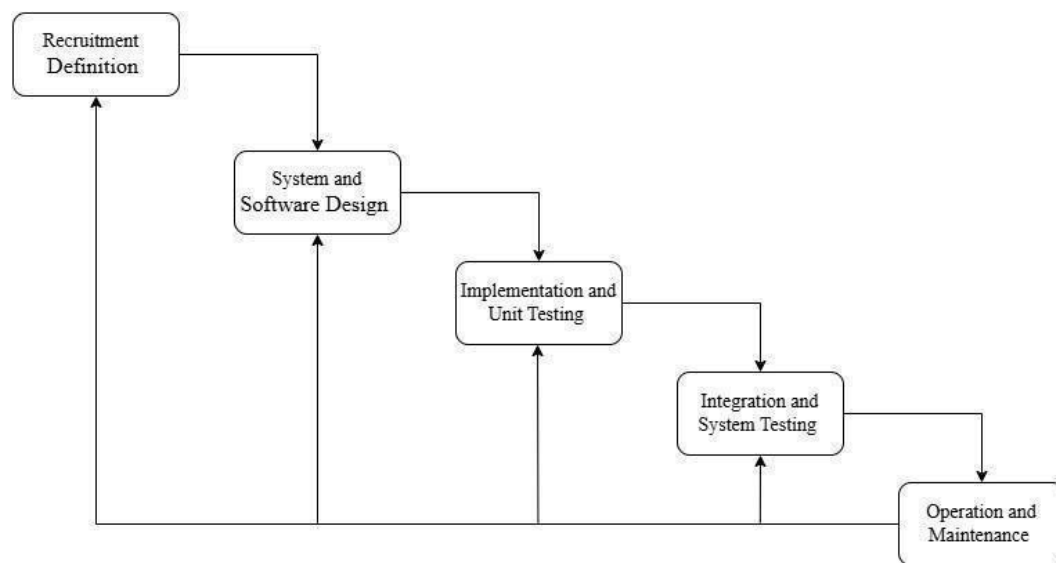 Recruitment
Definition
System and
Software Design
Implementation and
Unit Testing
Integration and
System Testing
Operation and
Maintenance